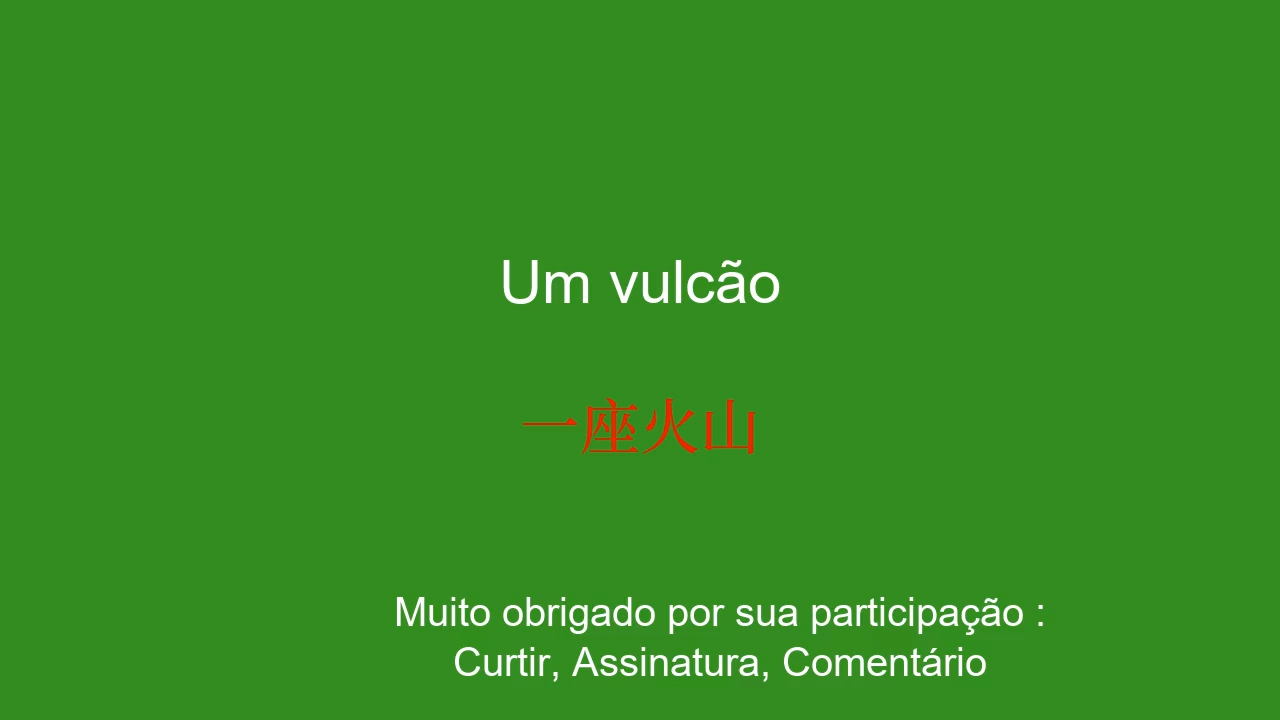 Um vulcão
一座火山
Muito obrigado por sua participação :
Curtir, Assinatura, Comentário